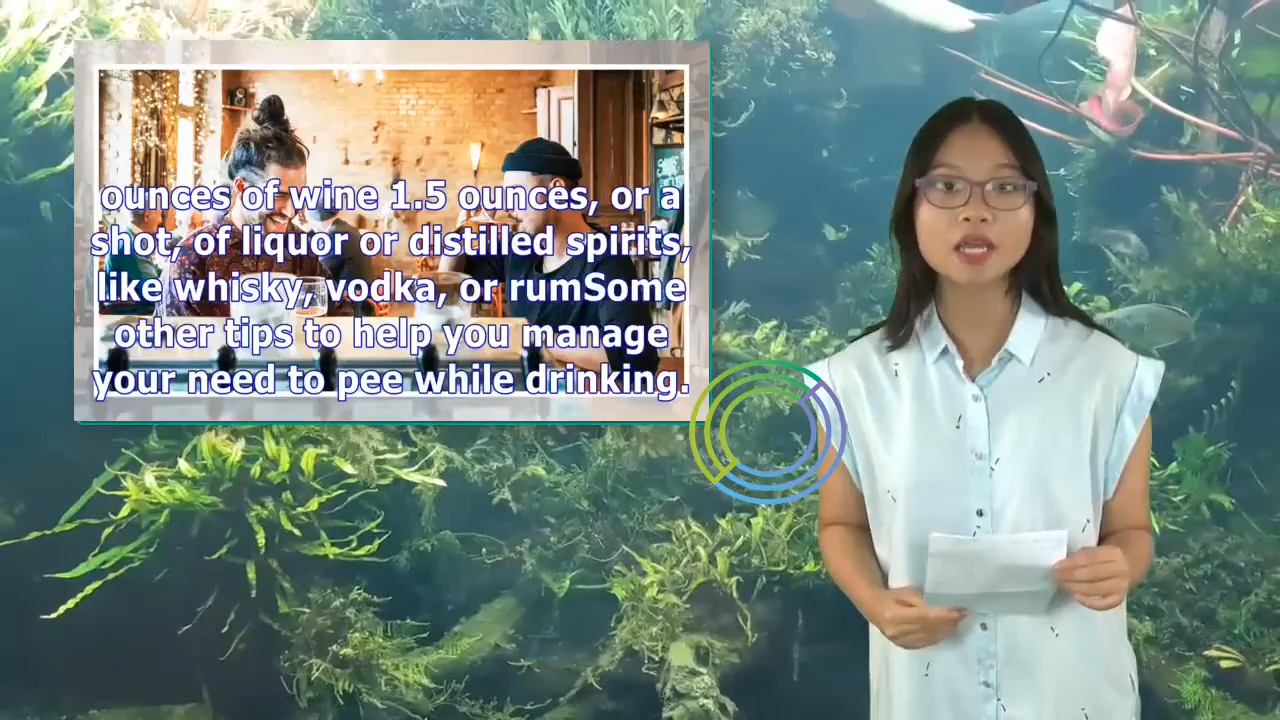 ounces of wine 1.5 ounces, or a
shot, of liquor or distilled spirits,
like whisky, vodka, or rumSome
other tips to help you manage
your need to pee while drinking.